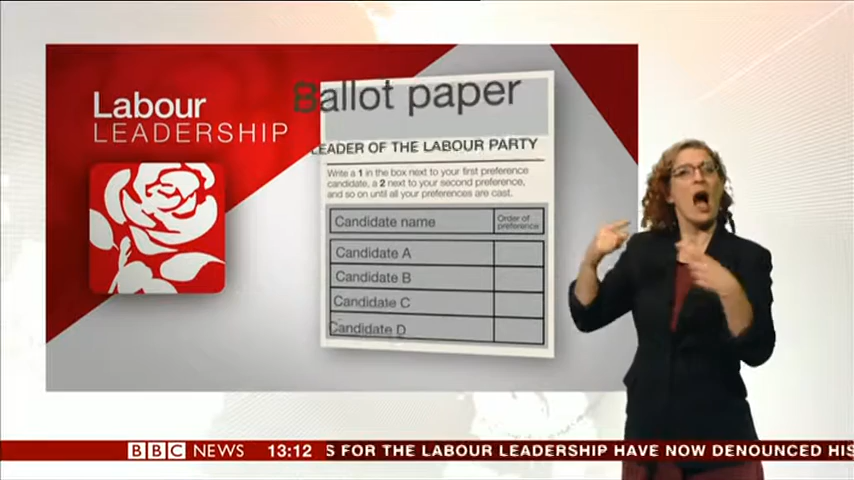 Ballot paper
Labour
LEADERSHIP
LEADER OF THE LABOUR PARTY
Write a 1 in the box next to your first preference
candidate, a 2 next to your second preference,
and so on until all your preferences are cast.
Candidate name
Order of
preference
Candidate A
Candidate B
Candidate C
Candidate D
BBC NEWS 13:12 S FOR THE LABOUR LEADERSHIP HAVE NOW DENOUNCED HIS